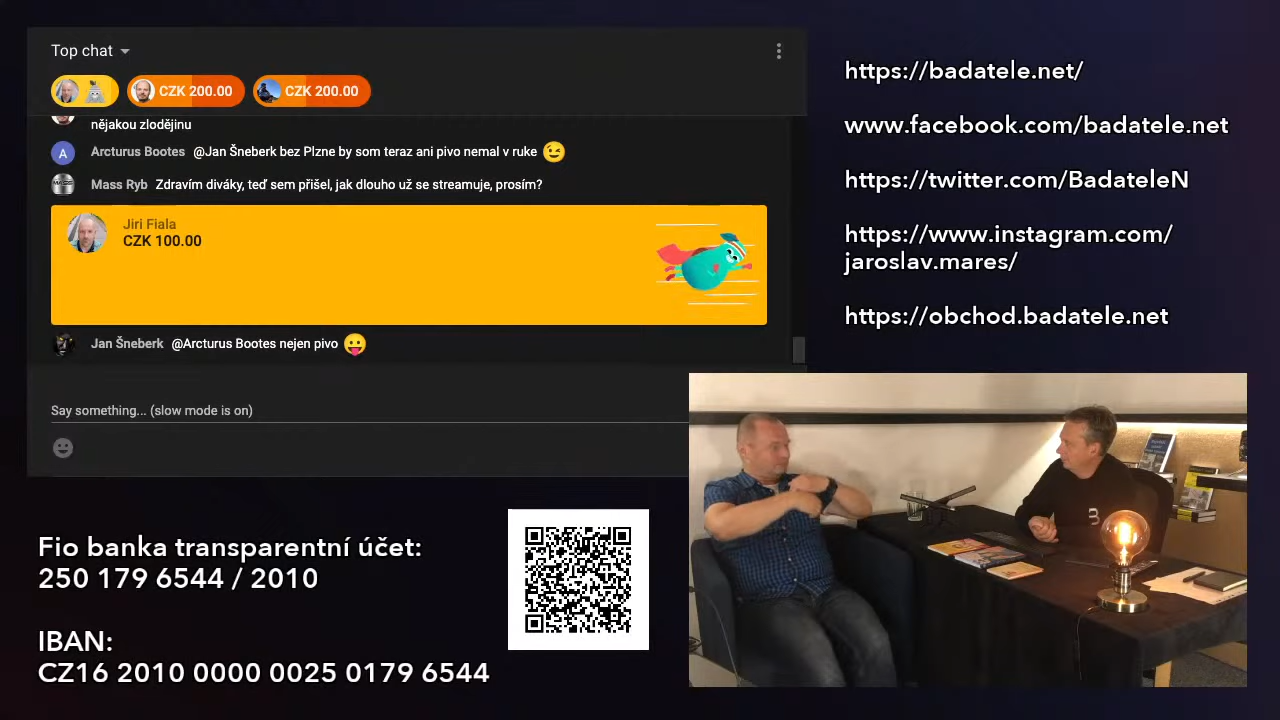 Top chat
CZK 200.00
CZK 200.00
nějakou zlodějinu
A
Arcturus Bootes @Jan Šneberk bez Plzne by som teraz ani pivo nemal v ruke
Mass Ryb Zdravím diváky, teď sem přišel, jak dlouho už se streamuje, prosím?
Jiri Fiala
CZK 100.00
Jan Šneberk @Arcturus Bootes nejen pivo
Say something... (slow mode is on)
https://badatele.net/
www.facebook.com/badatele.net
https://twitter.com/BadateleN
https://www.instagram.com/
jaroslav.mares/
https://obchod.badatele.net
Fio banka transparentní účet:
250 179 6544 / 2010
IBAN:
CZ16 2010 0000 0025 0179 6544